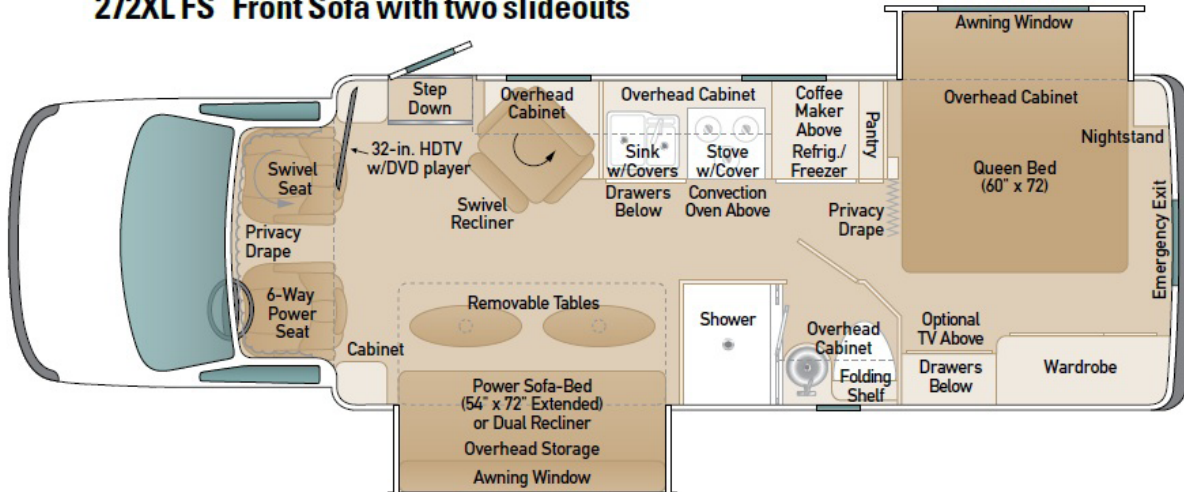 272XL FS Front Sofa with two slideouts
Awning Window
Step
Down
Overhead
Cabinet
Overhead Cabinet
Coffee
Maker
Above
Refrig./
Freezer
Pantry
Overhead Cabinet
Nightstand
32-in. HDTV
w/DVD player
Swivel
Seat
Sink
w/Covers
Stove
w/Cover
Queen Bed
(60" x 72)
Swivel
Recliner
Drawers
Below
Convection
Oven Above
Privacy
Drape
Privacy
Drape
Emergency Exit
6-Way
Power
Seat
Removable Tables
Shower
Overhead
Cabinet
Optional
TV Above
Cabinet
Folding
Shelf
Drawers
Below
Wardrobe
Power Sofa-Bed
(54" x 72" Extended)
or Dual Recliner
Overhead Storage
Awning Window